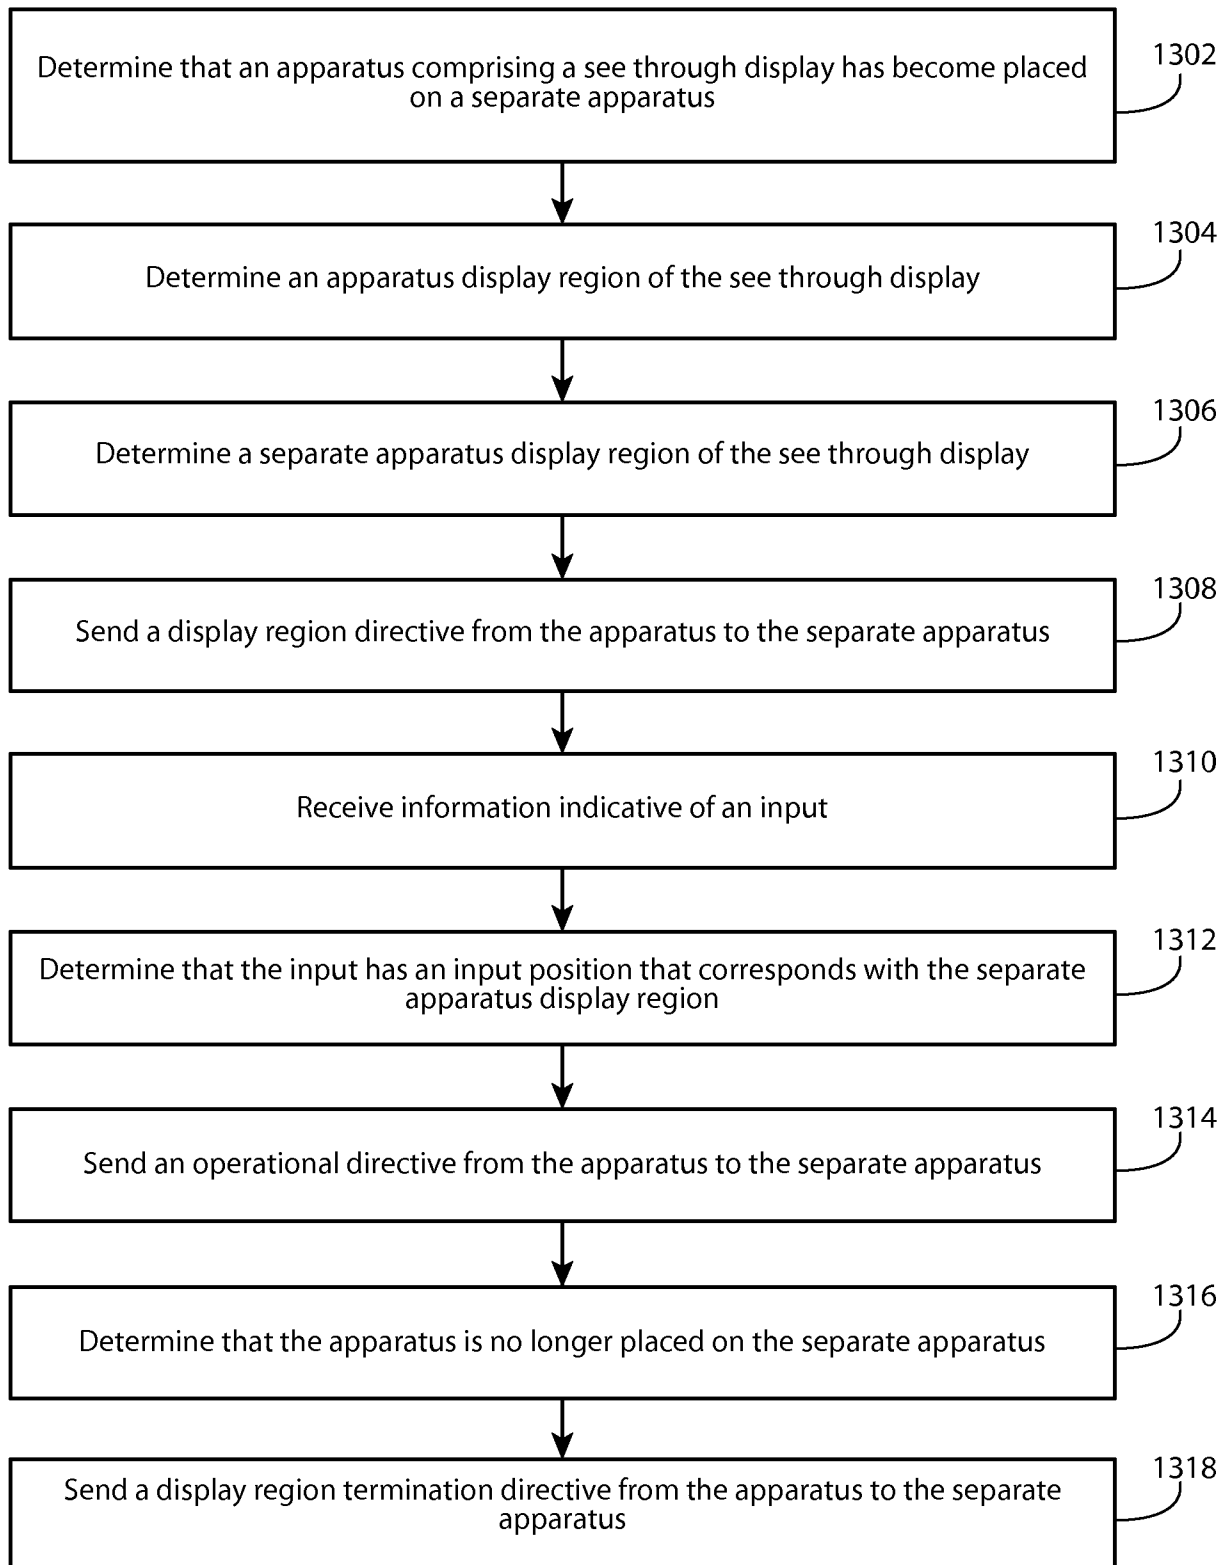 Determine that an apparatus comprising a see through display has become placed
on a separate apparatus
1302
Determine an apparatus display region of the see through display
1304
Determine a separate apparatus display region of the see through display
1306
Send a display region directive from the apparatus to the separate apparatus
1308
Receive information indicative of an input
1310
Determine that the input has an input position that corresponds with the separate
apparatus display region
1312
Send an operational directive from the apparatus to the separate apparatus
1314
Determine that the apparatus is no longer placed on the separate apparatus
1316
Send a display region termination directive from the apparatus to the separate
apparatus
1318